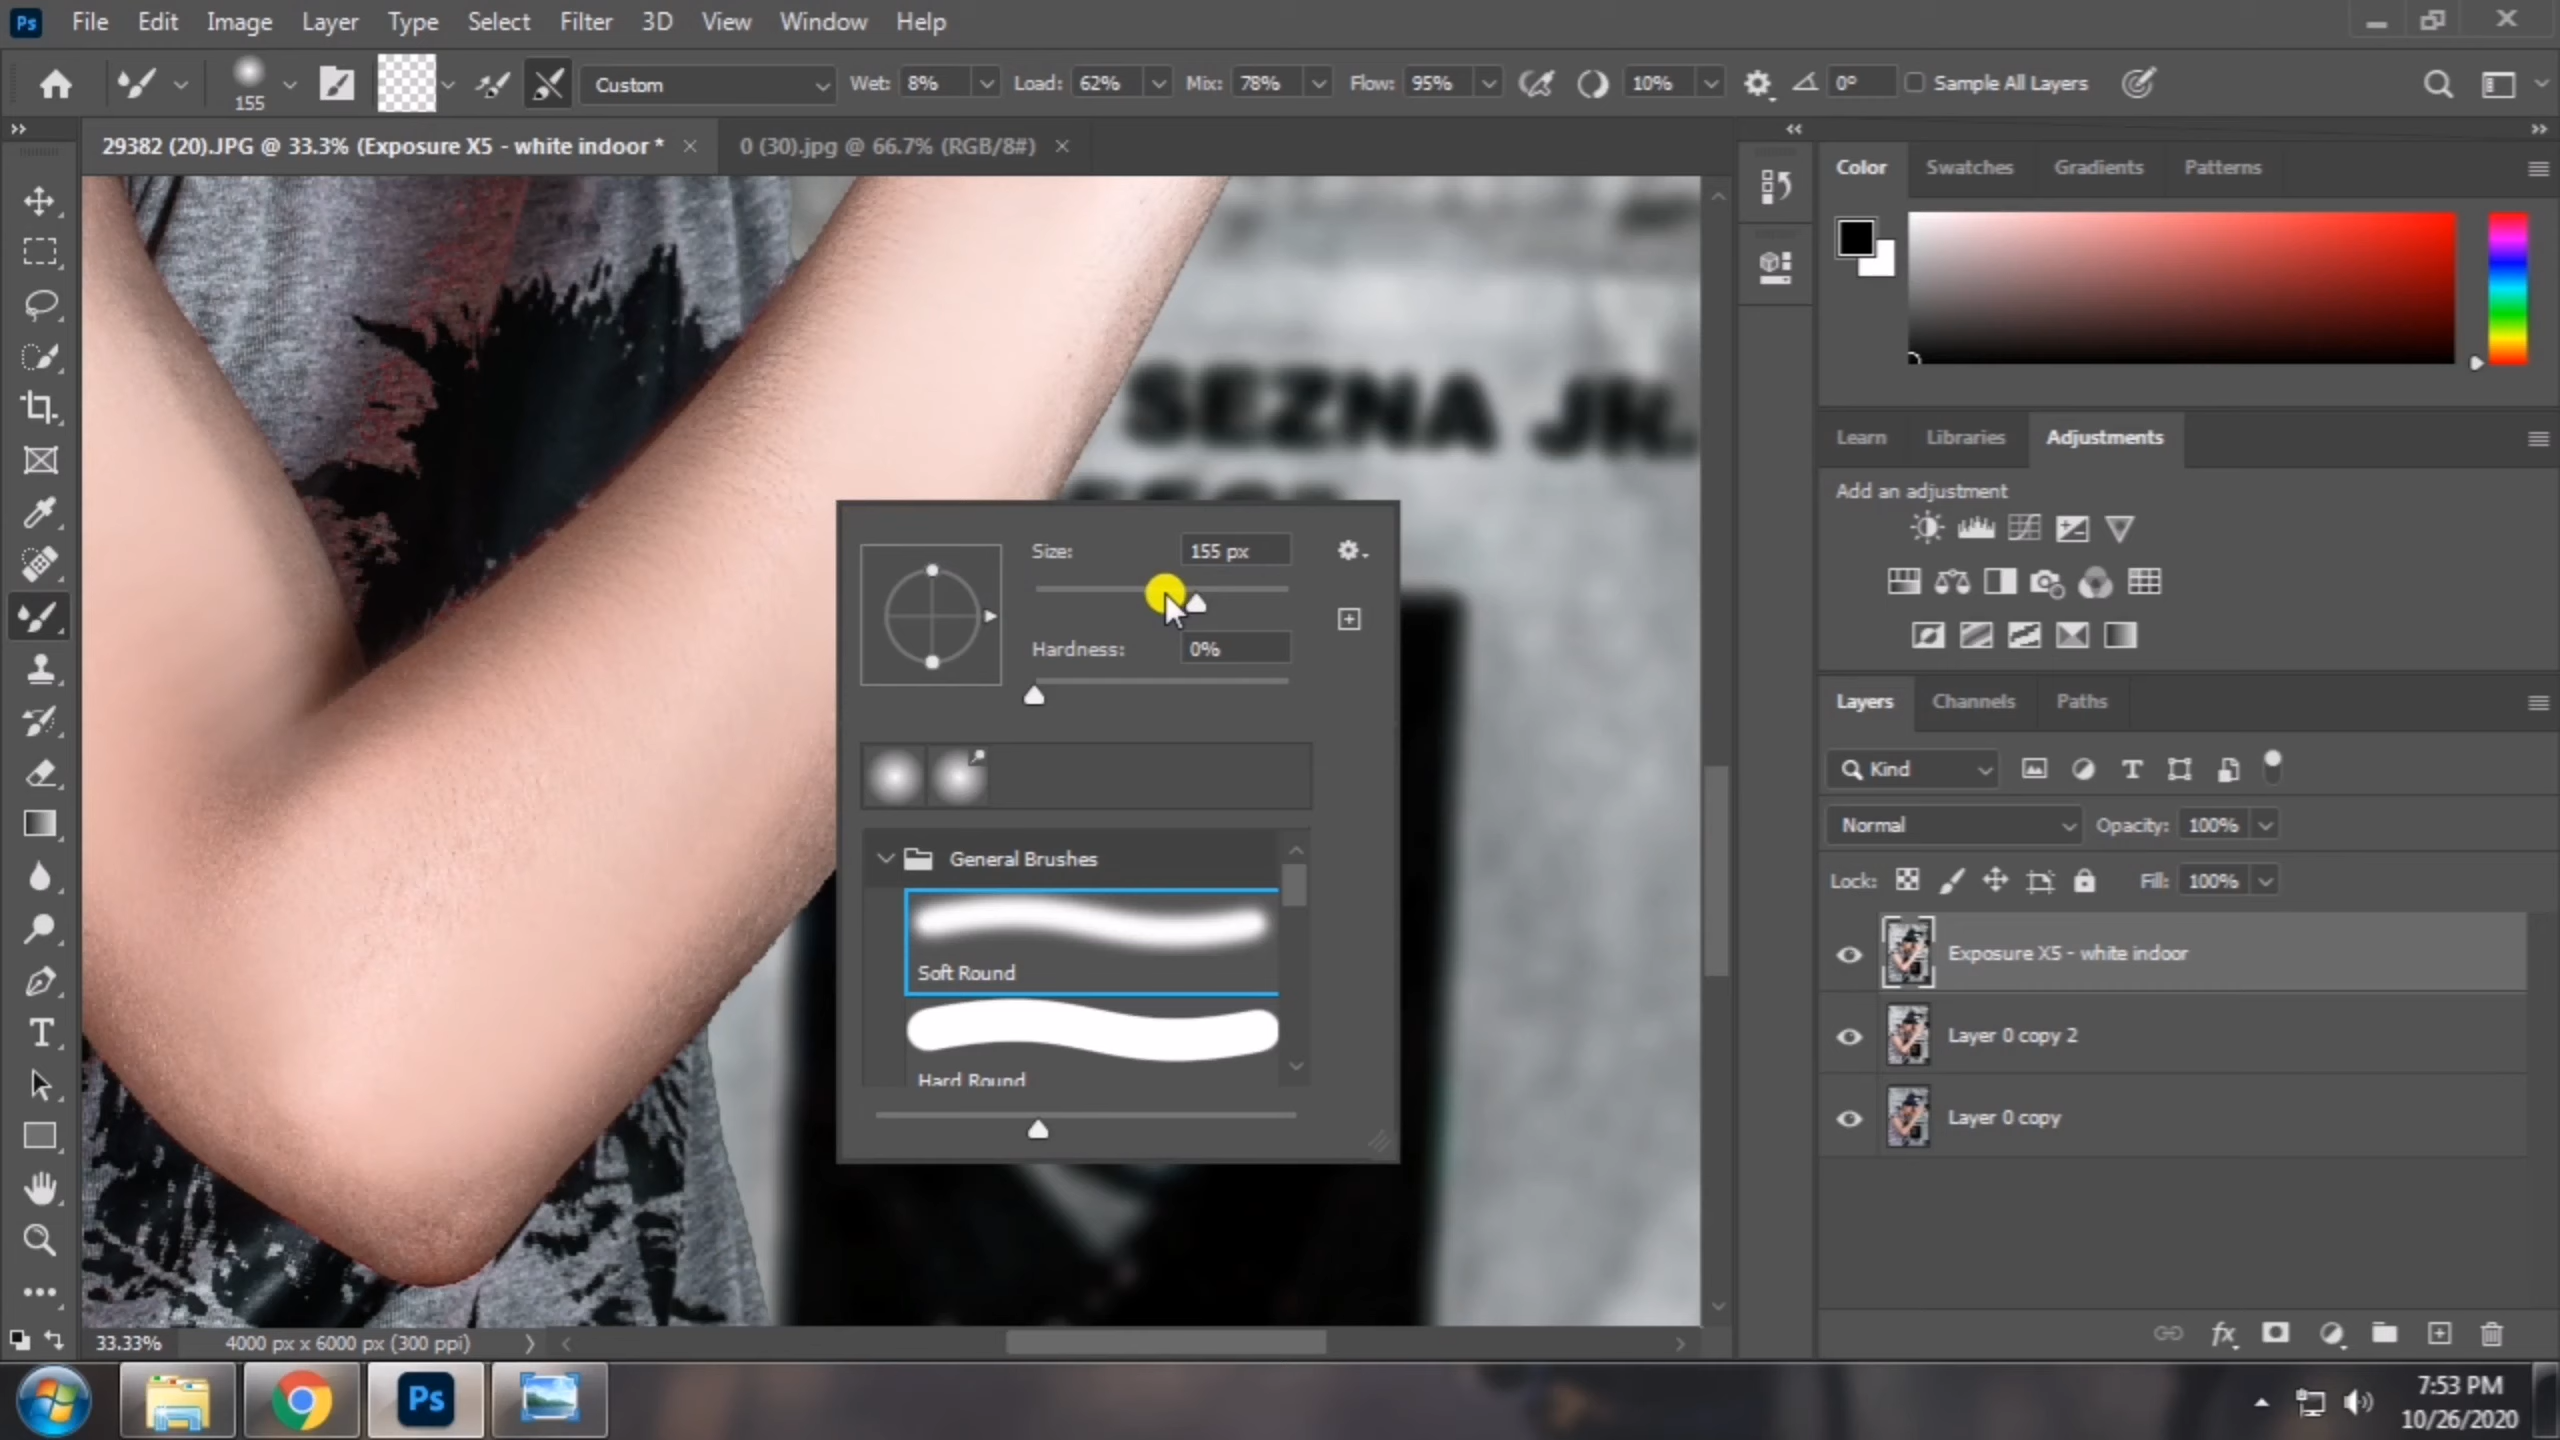 Ps File Edit Image Layer Type Select Filter 3D View Window Help
155 Custom Wet: 8% Load: 62% Mix: 78% Flow: 95% 10% 0° Sample All Layers
29382 (20).JPG @ 33.3% (Exposure X5 - white indoor * × 0 (30).jpg @ 66.7% (RGB/8#) ×
Color Swatches Gradients Patterns
SEZNA JR.
Learn Libraries Adjustments
Add an adjustment
Size: 155 px
Hardness: 0%
General Brushes
Soft Round
Hard Round
Layers Channels Paths
Kind
Normal Opacity: 100%
Lock: Fill: 100%
Exposure X5 - white indoor
Layer 0 copy 2
Layer 0 copy
33.33% 4000 px x 6000 px (300 ppi)
fx
Ps
7:53 PM
10/26/2020